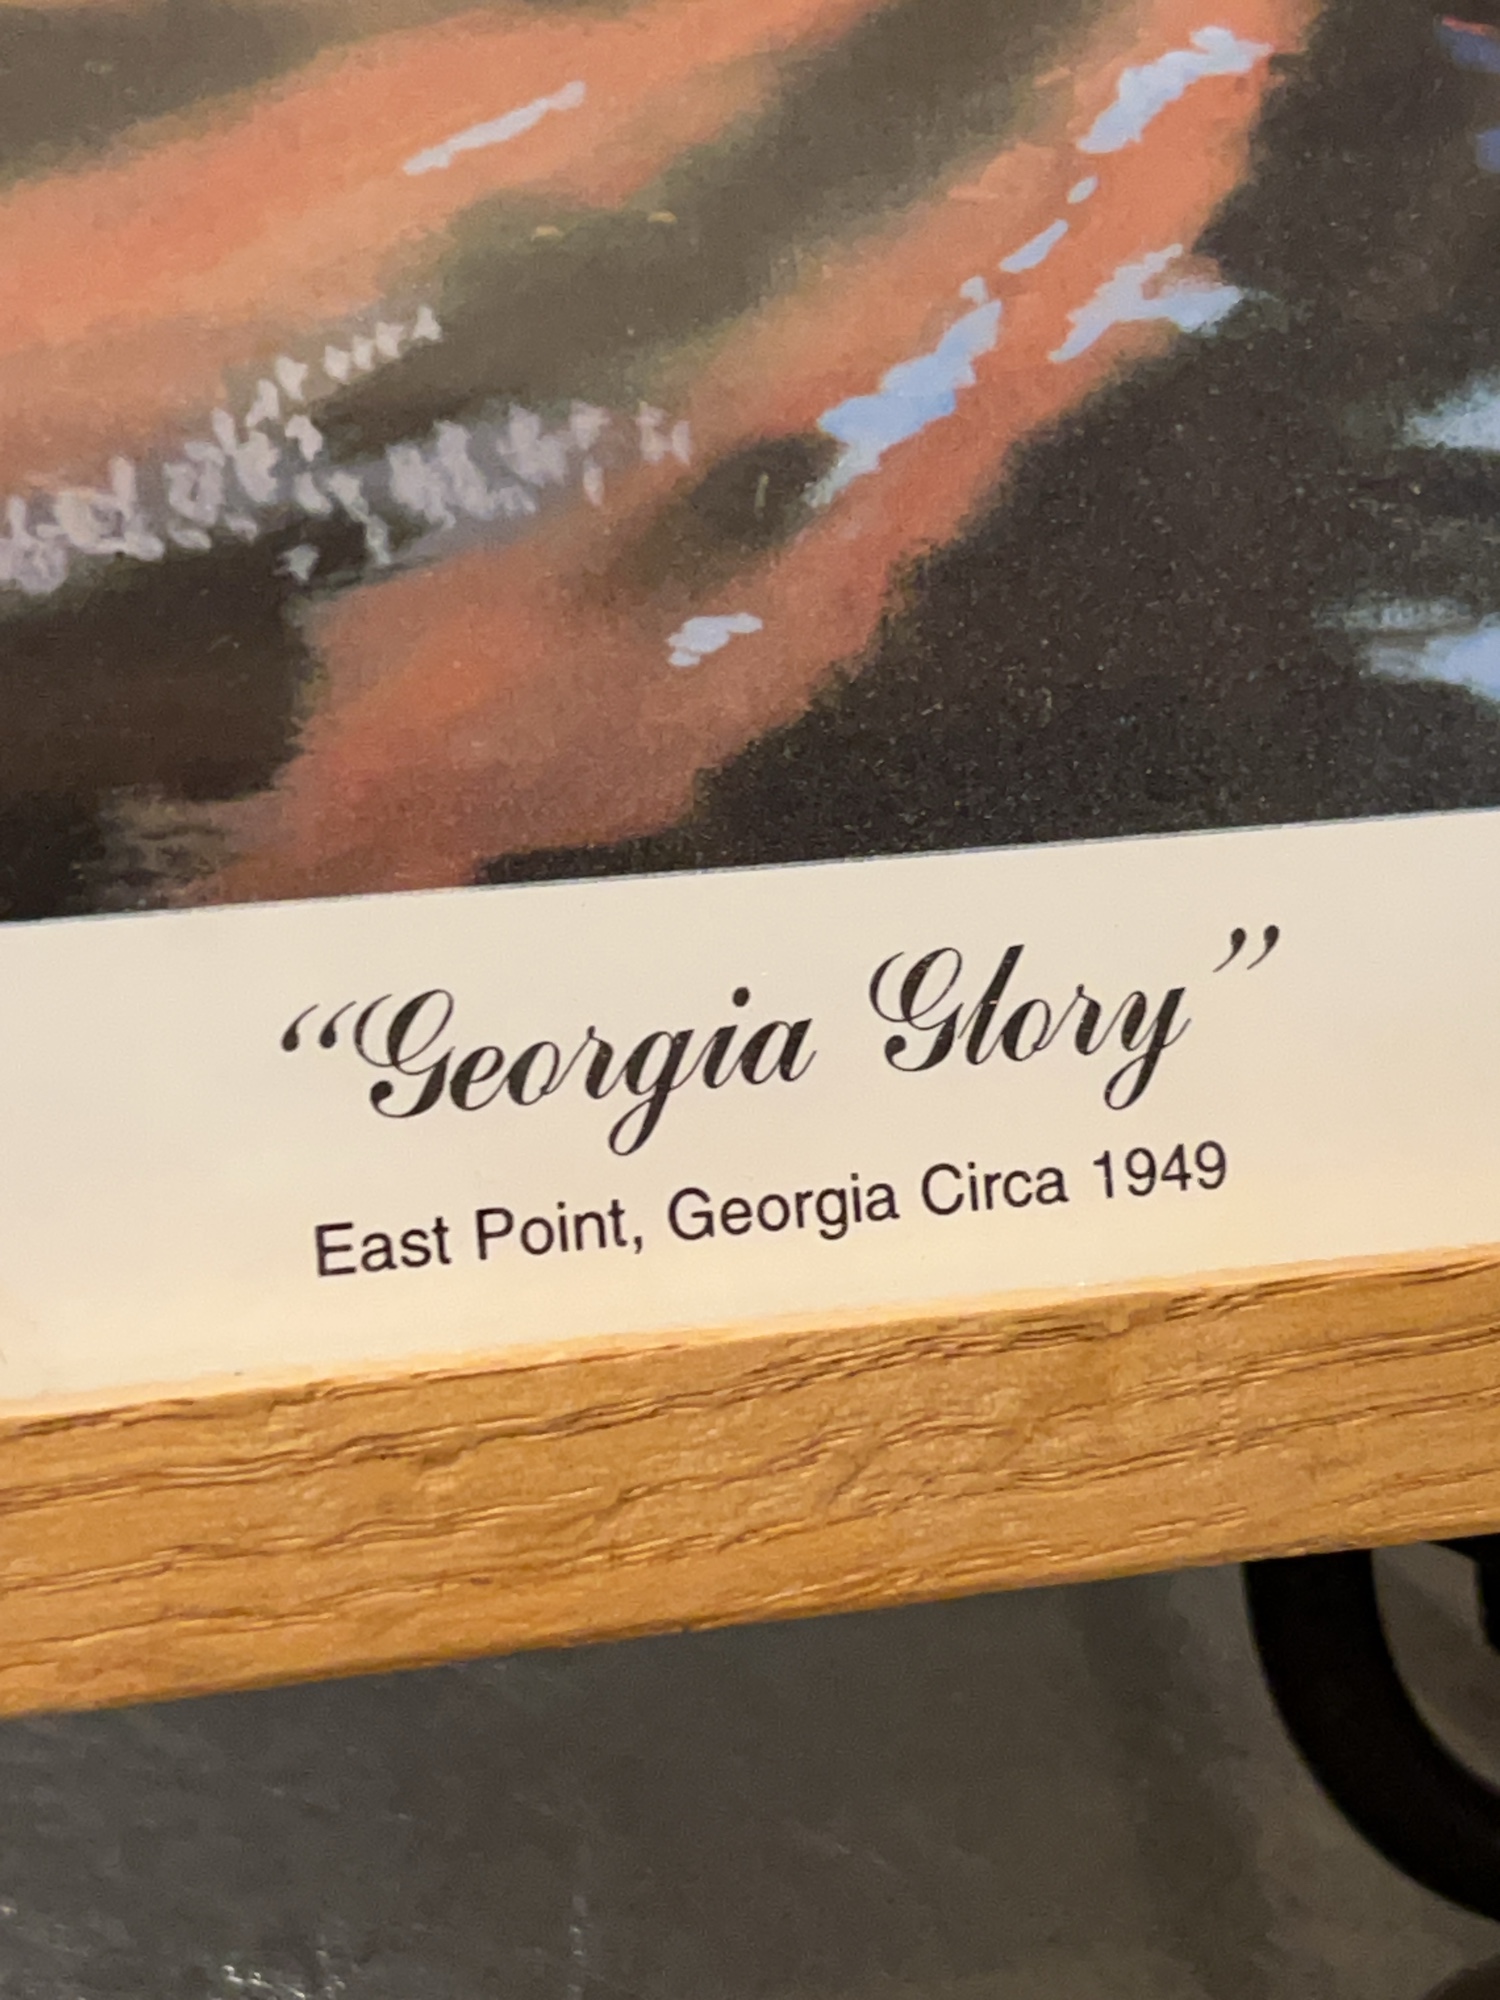 “Georgia Glory”
East Point, Georgia Circa 1949